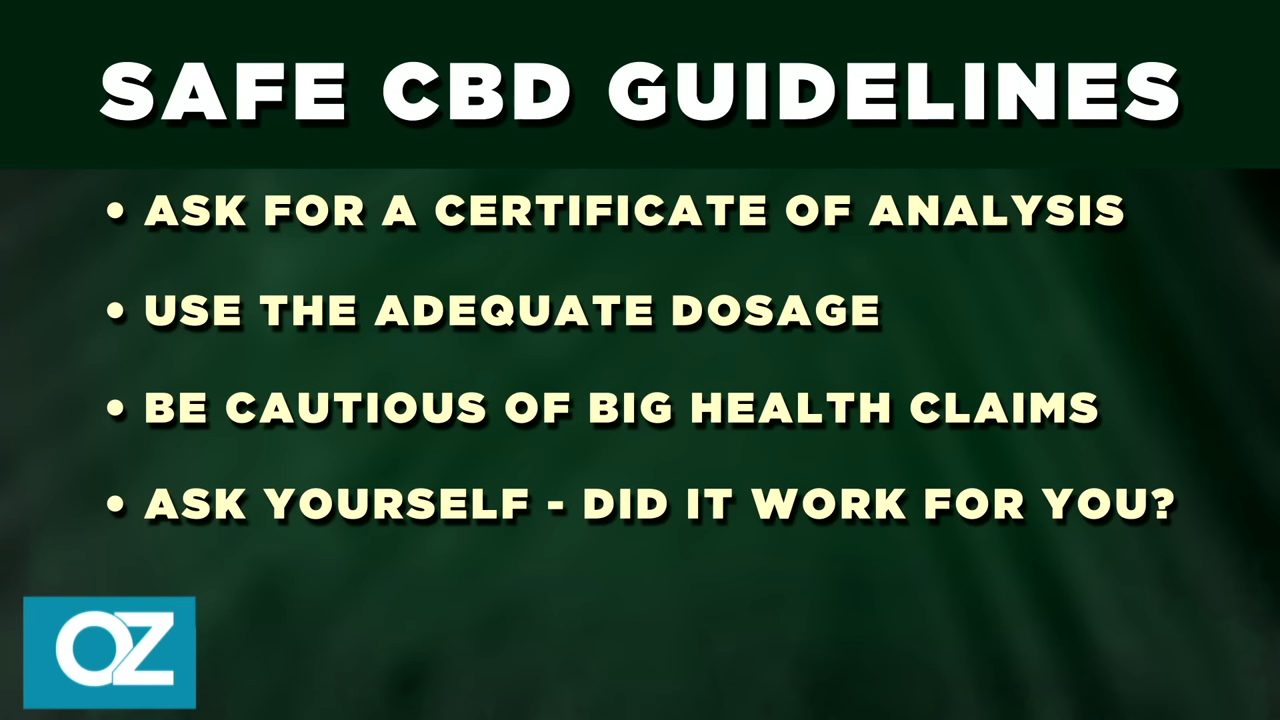 SAFE CBD GUIDELINES
• ASK FOR A CERTIFICATE OF ANALYSIS
• USE THE ADEQUATE DOSAGE
• BE CAUTIOUS OF BIG HEALTH CLAIMS
• ASK YOURSELF - DID IT WORK FOR YOU?
OZ